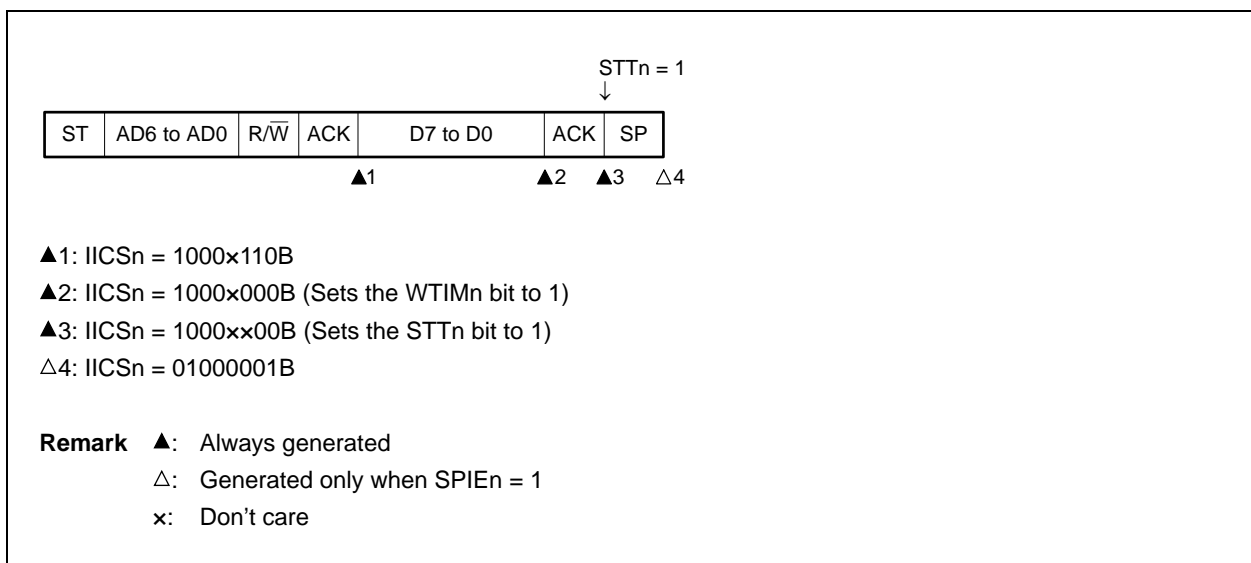 STTn = 1
↓
ST AD6 to AD0 R/W̅ ACK D7 to D0 ACK SP
▲1 ▲2 ▲3 △4
▲1: IICSn = 1000×110B
▲2: IICSn = 1000×000B (Sets the WTIMn bit to 1)
▲3: IICSn = 1000××00B (Sets the STTn bit to 1)
△4: IICSn = 01000001B
Remark ▲: Always generated
△: Generated only when SPIEn = 1
×: Don't care